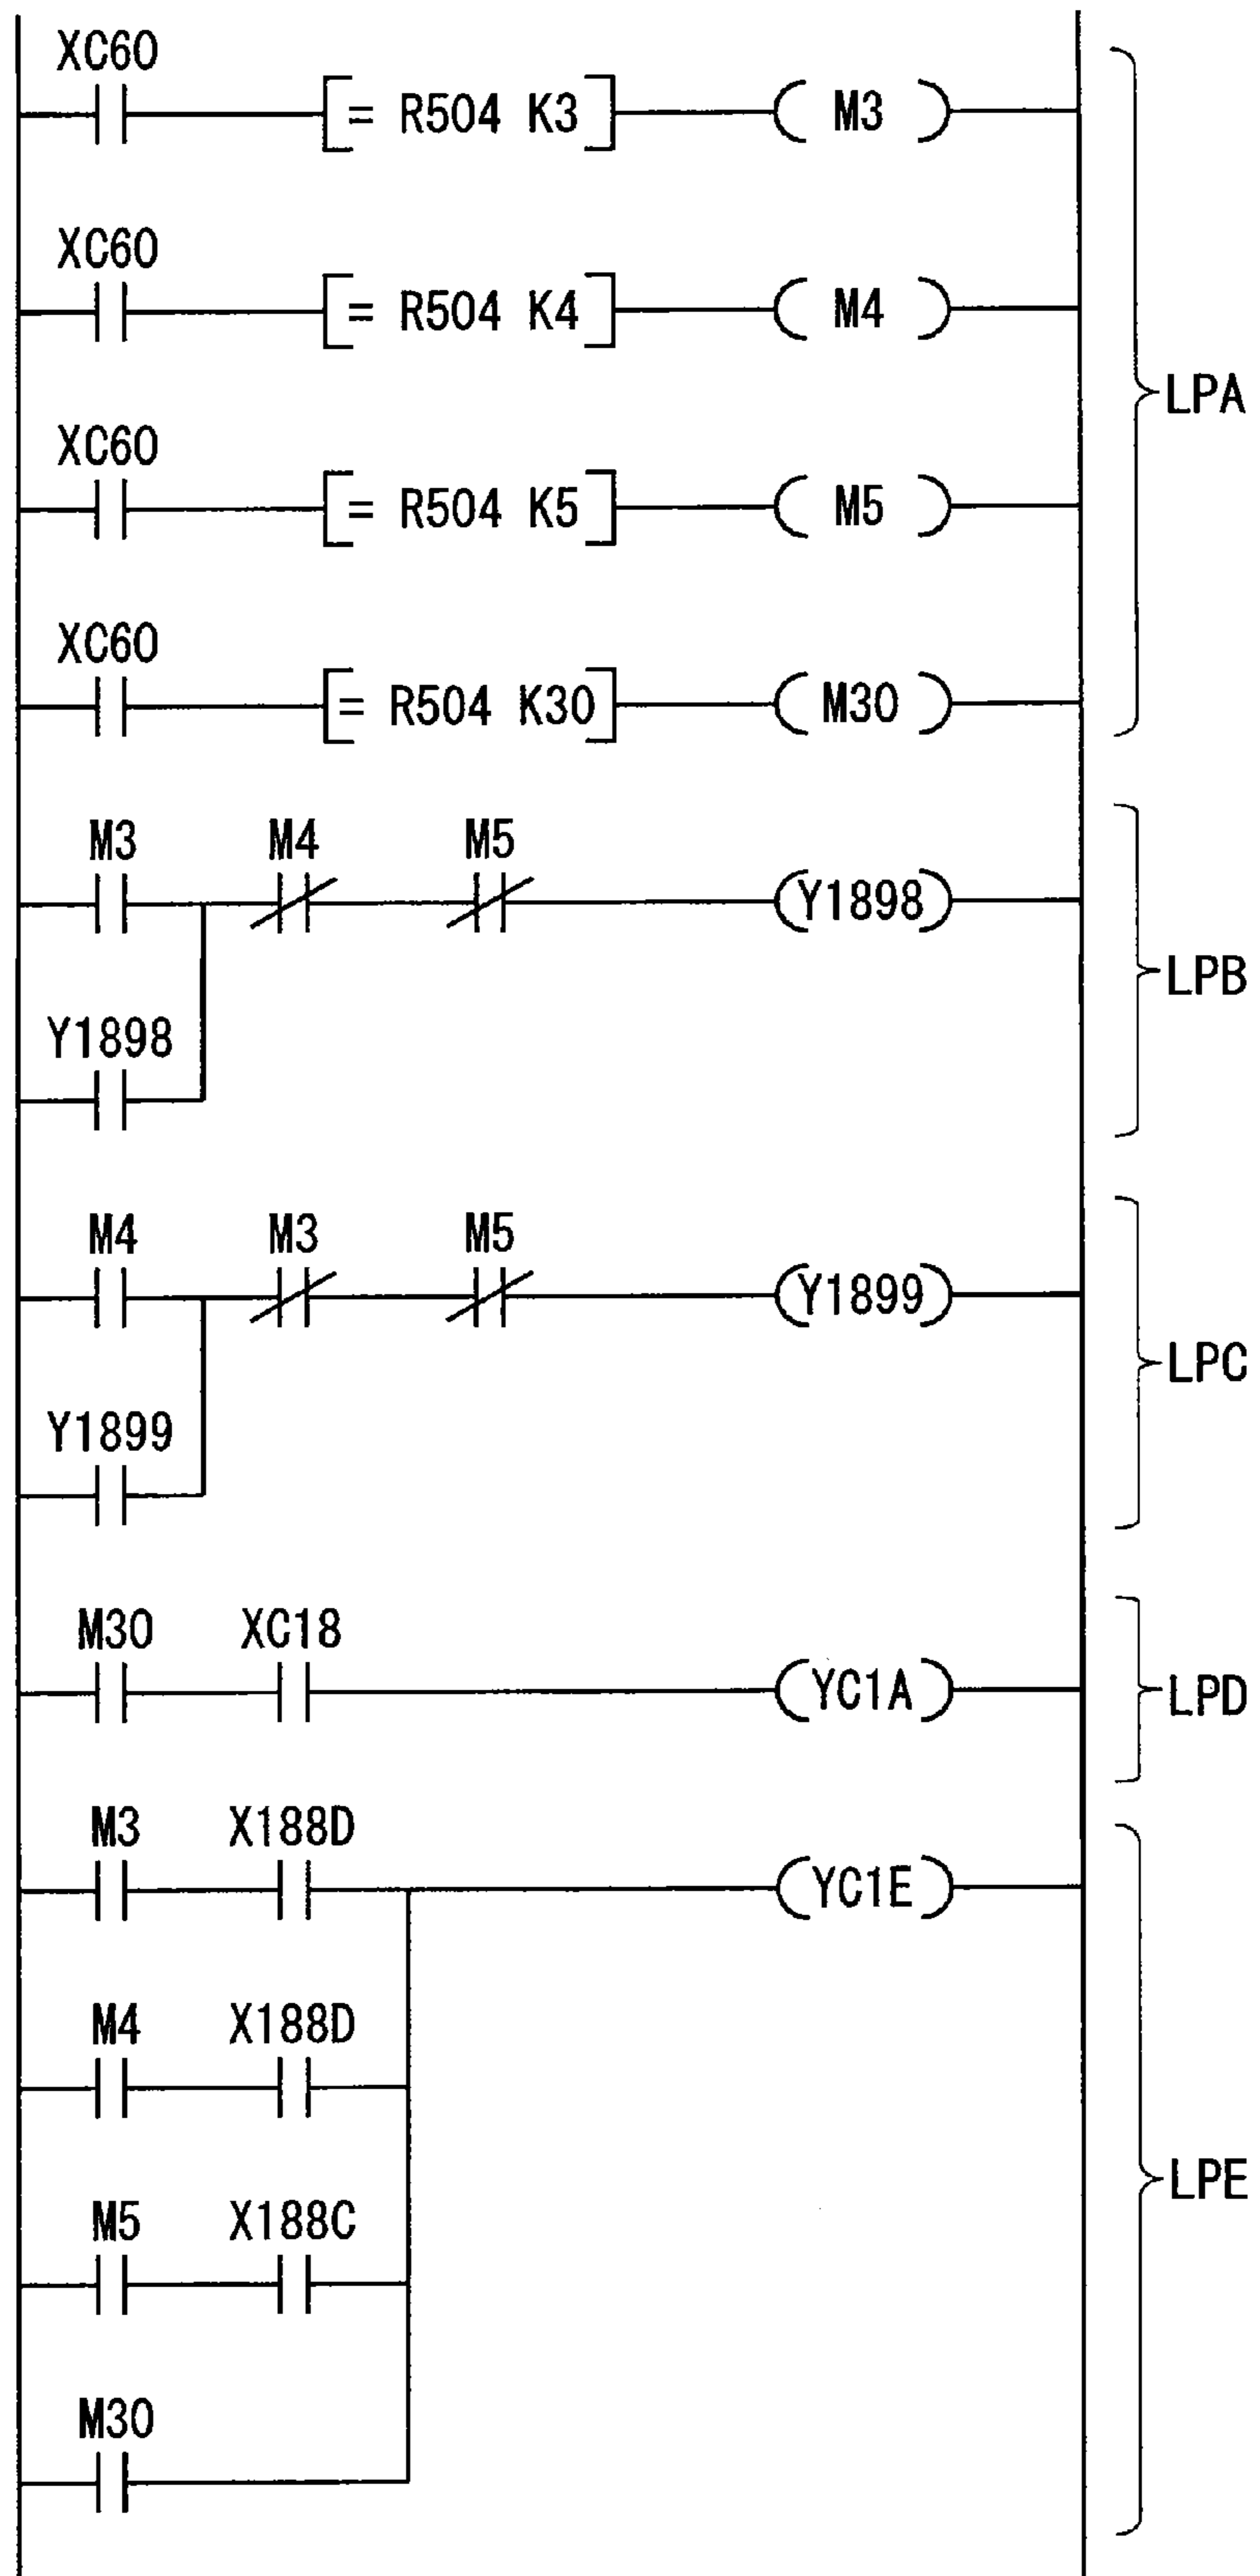 XC60
[= R504 K3] ( M3 )
XC60
[= R504 K4] ( M4 )
LPA
XC60
[= R504 K5] ( M5 )
XC60
[= R504 K30] (M30)
M3 M4 M5
(Y1898)
LPB
Y1898
M4 M3 M5
(Y1899)
LPC
Y1899
M30 XC18
(YC1A)
LPD
M3 X188D
(YC1E)
M4 X188D
LPE
M5 X188C
M30